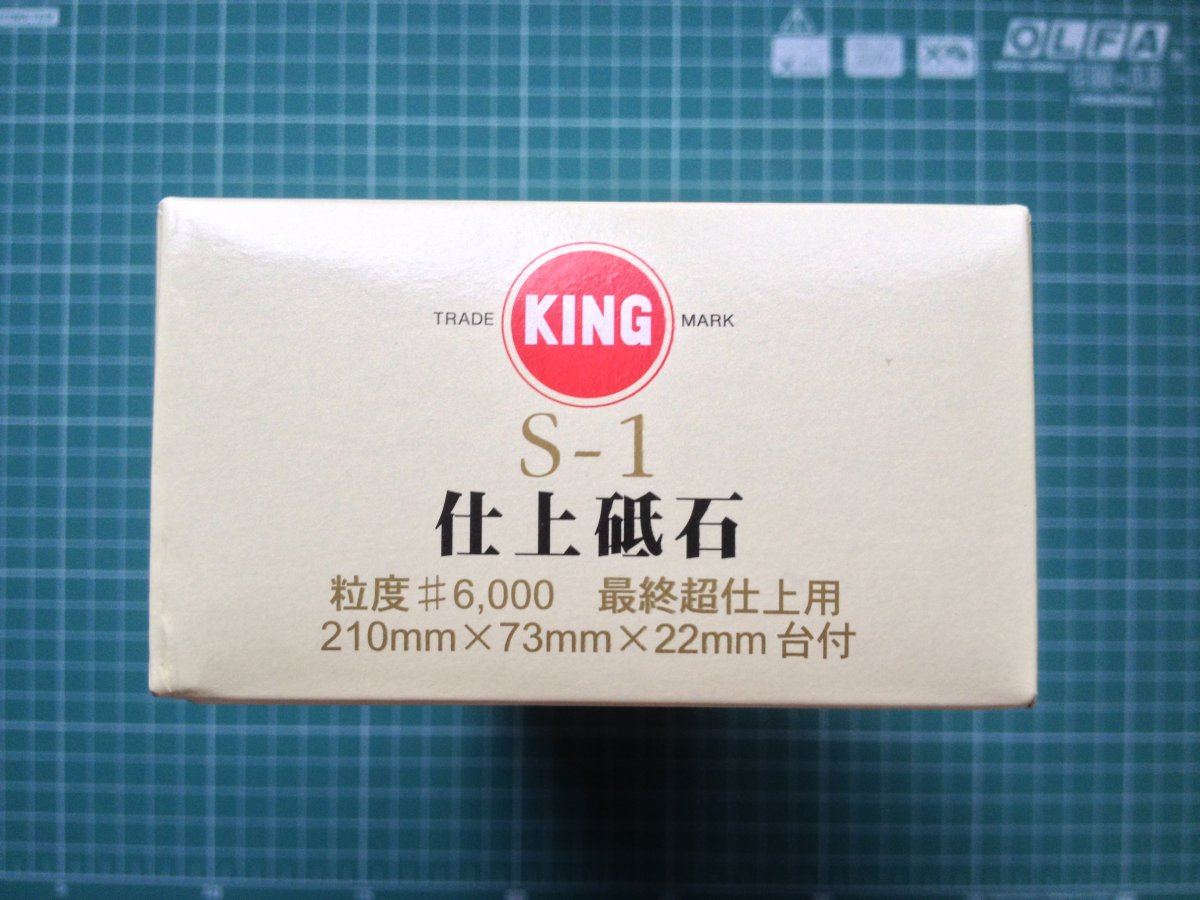 OLFA
TRADE KING MARK
S-1
仕上砥石
粒度♯6,000　最終超仕上用
210mm×73mm×22mm 台付